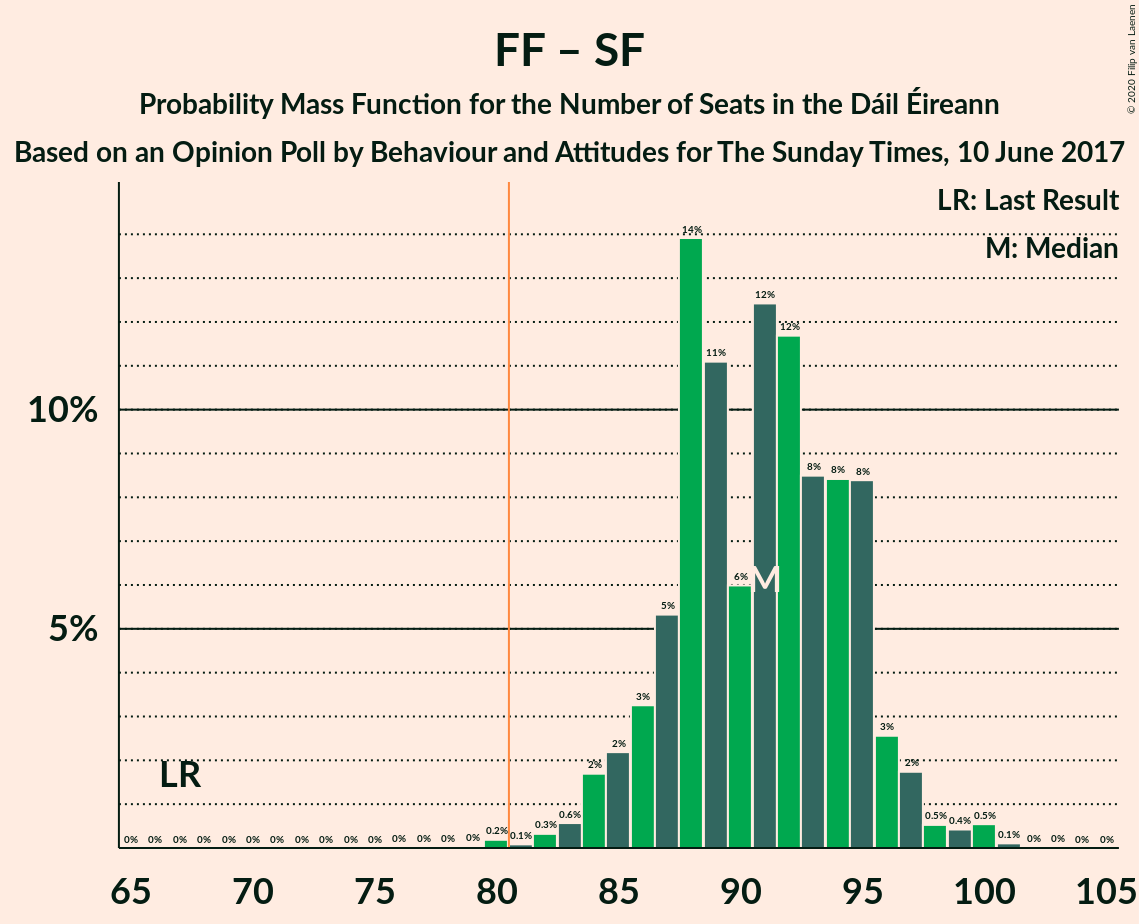 FF – SF
Probability Mass Function for the Number of Seats in the Dáil Éireann
Based on an Opinion Poll by Behaviour and Attitudes for The Sunday Times, 10 June 2017
© 2020 Filip van Laenen
LR: Last Result
M: Median
14%
12%
12%
11%
10%
8% 8% 8%
6%
M
5%
5%
3%
3%
2%
2%
2%
LR
0% 0% 0% 0% 0% 0% 0% 0% 0% 0% 0% 0% 0% 0% 0% 0.2% 0.1% 0.3% 0.6% 0.5% 0.4% 0.5% 0.1% 0% 0% 0% 0%
65 70 75 80 85 90 95 100 105